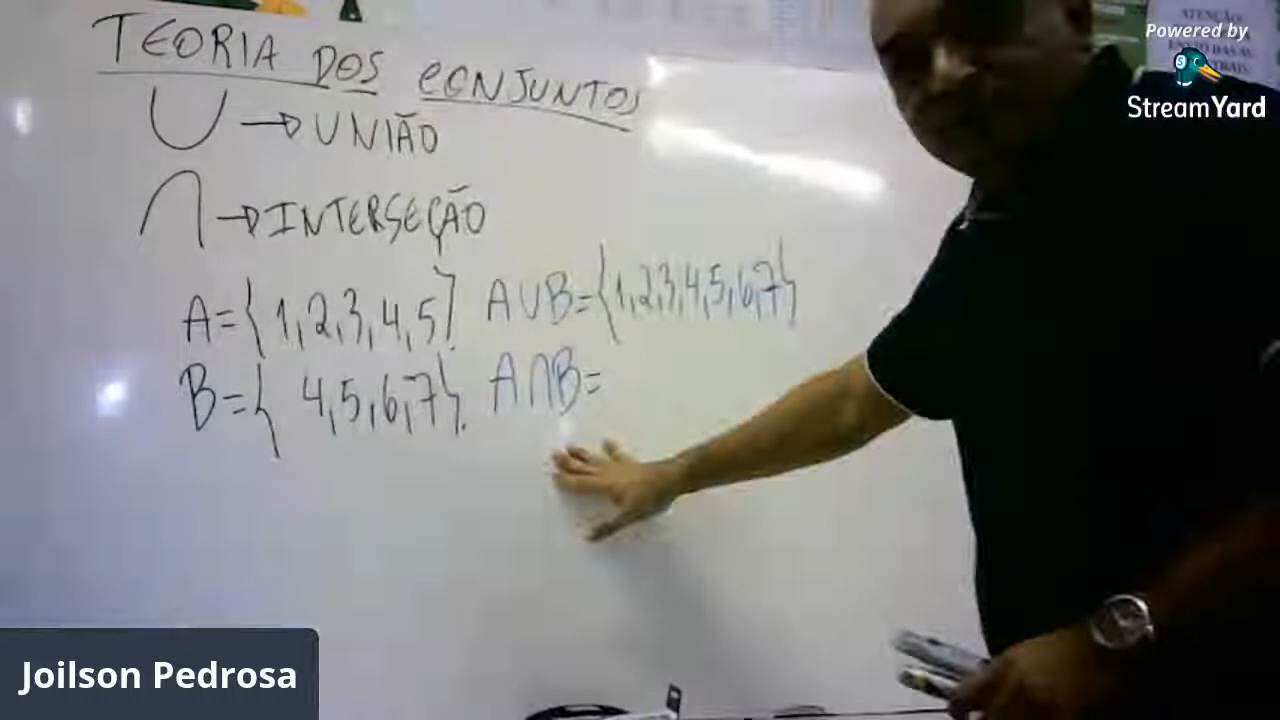 TEORIA DOS CONJUNTOS
U → UNIÃO
∩ → INTERSEÇÃO
A={1,2,3,4,5} AUB={1,2,3,4,5,6,7}
B={ 4,5,6,7}. A∩B=
ATENÇÃO
Powered by
StreamYard
Joilson Pedrosa